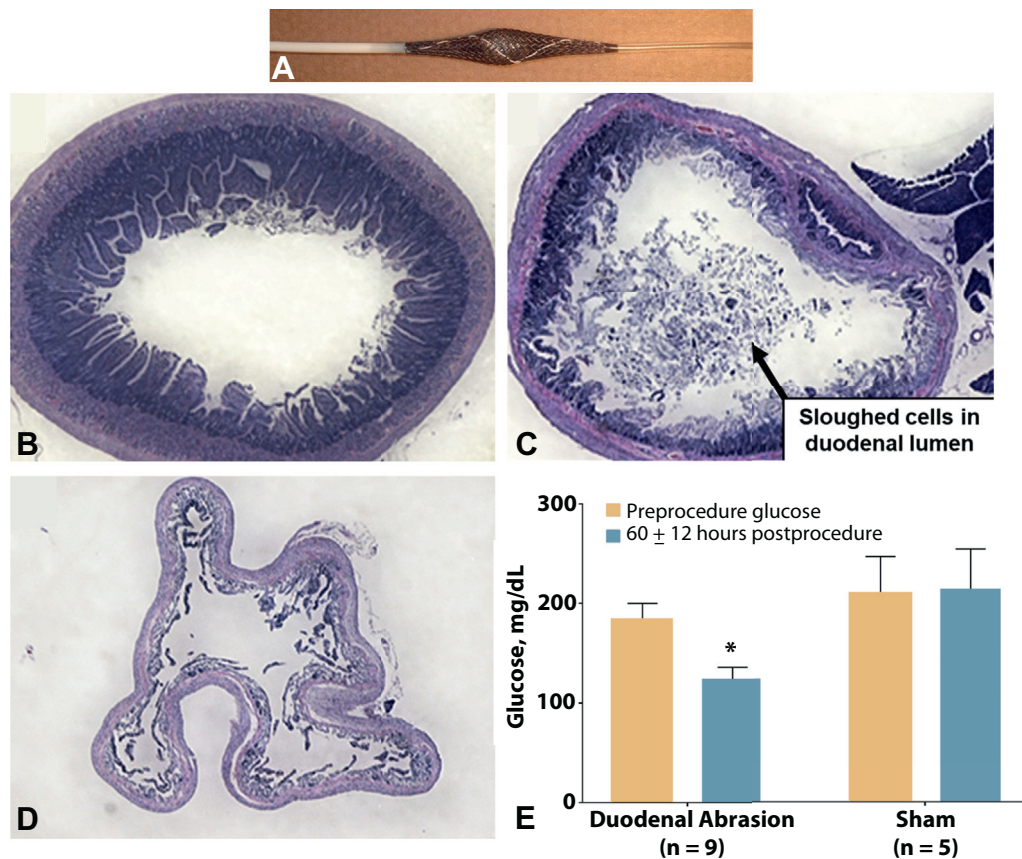 A
B
C
Sloughed cells in
duodenal lumen
D
E
Glucose, mg/dL
300
200
100
0
Preprocedure glucose
60 ± 12 hours postprocedure
*
Duodenal Abrasion
(n = 9)
Sham
(n = 5)